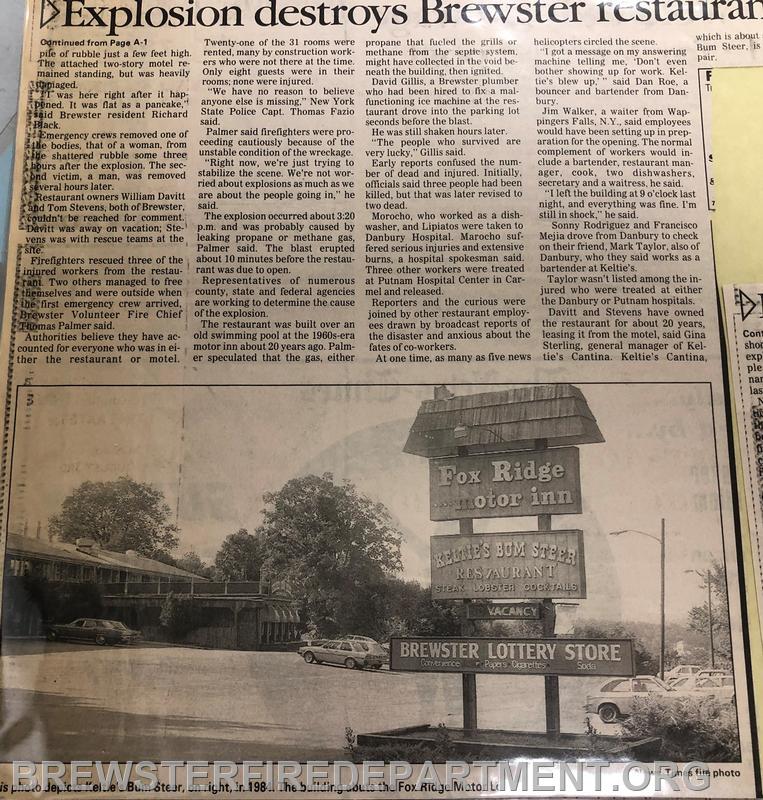 Explosion destroys Brewster restauran
Continued from Page A-1
pile of rubble just a few feet high.
The attached two-story motel re-
mained standing, but was heavily
damaged.
"I was here right after it hap-
pened. It was flat as a pancake,"
said Brewster resident Richard
Black.
Emergency crews removed one of
the bodies, that of a woman, from
the shattered rubble some three
hours after the explosion. The sec-
ond victim, a man, was removed
several hours later.
Restaurant owners William Davitt
and Tom Stevens, both of Brewster,
couldn't be reached for comment.
Davitt was away on vacation; Ste-
vens was with rescue teams at the
site.
Firefighters rescued three of the
injured workers from the restau-
rant. Two others managed to free
themselves and were outside when
the first emergency crew arrived,
Brewster Volunteer Fire Chief
Thomas Palmer said.
Authorities believe they have ac-
counted for everyone who was in ei-
ther the restaurant or motel.
Twenty-one of the 31 rooms were
rented, many by construction work-
ers who were not there at the time.
Only eight guests were in their
rooms; none were injured.
"We have no reason to believe
anyone else is missing," New York
State Police Capt. Thomas Fazio
said.
Palmer said firefighters were pro-
ceeding cautiously because of the
unstable condition of the wreckage.
"Right now, we're just trying to
stabilize the scene. We're not wor-
ried about explosions as much as we
are about the people going in," he
said.
The explosion occurred about 3:20
p.m. and was probably caused by
leaking propane or methane gas,
Palmer said. The blast erupted
about 10 minutes before the restau-
rant was due to open.
Representatives of numerous
county, state and federal agencies
are working to determine the cause
of the explosion.
The restaurant was built over an
old swimming pool at the 1960s-era
motor inn about 20 years ago. Palm-
er speculated that the gas, either
propane that fueled the grills or
methane from the septic system,
might have collected in the void be-
neath the building, then ignited.
David Gillis, a Brewster plumber
who had been hired to fix a mal-
functioning ice machine at the res-
taurant drove into the parking lot
seconds before the blast.
He was still shaken hours later.
"The people who survived are
very lucky," Gillis said.
Early reports confused the num-
ber of dead and injured. Initially,
officials said three people had been
killed, but that was later revised to
two dead.
Morocho, who worked as a dish-
washer, and Lipiatos were taken to
Danbury Hospital. Marocho suf-
fered serious injuries and extensive
burns, a hospital spokesman said.
Three other workers were treated
at Putnam Hospital Center in Car-
mel and released.
Reporters and the curious were
joined by other restaurant employ-
ees drawn by broadcast reports of
the disaster and anxious about the
fates of co-workers.
At one time, as many as five news
helicopters circled the scene.
"I got a message on my answering
machine telling me, 'Don't even
bother showing up for work. Kel-
tie's blew up,'" said Dan Roe, a
bouncer and bartender from Dan-
bury.
Jim Walker, a waiter from Wap-
pingers Falls, N.Y., said employees
would have been setting up in prep-
aration for the opening. The normal
complement of workers would in-
clude a bartender, restaurant man-
ager, cook, two dishwashers,
secretary and a waitress, he said.
"I left the building at 9 o'clock last
night, and everything was fine. I'm
still in shock," he said.
Sonny Rodriguez and Francisco
Mejia drove from Danbury to check
on their friend, Mark Taylor, also of
Danbury, who they said works as a
bartender at Keltie's.
Taylor wasn't listed among the in-
jured who were treated at either
the Danbury or Putnam hospitals.
Davitt and Stevens have owned
the restaurant for about 20 years,
leasing it from the motel, said Gina
Sterling, general manager of Kel-
tie's Cantina. Keltie's Cantina,
which is about
Bum Steer, is
pair.
Fox Ridge
motor inn
KELTIE'S BUM STEER
RESTAURANT
STEAK LOBSTER COCKTAILS
VACANCY
BREWSTER LOTTERY STORE
Convenience Papers Cigarettes Soda
News-Times file photo
is photo depicts Keltie's Bum Steer, on right, in 1984. The building abuts the Fox Ridge Motor
BREWSTERFIREDEPARTMENT.ORG